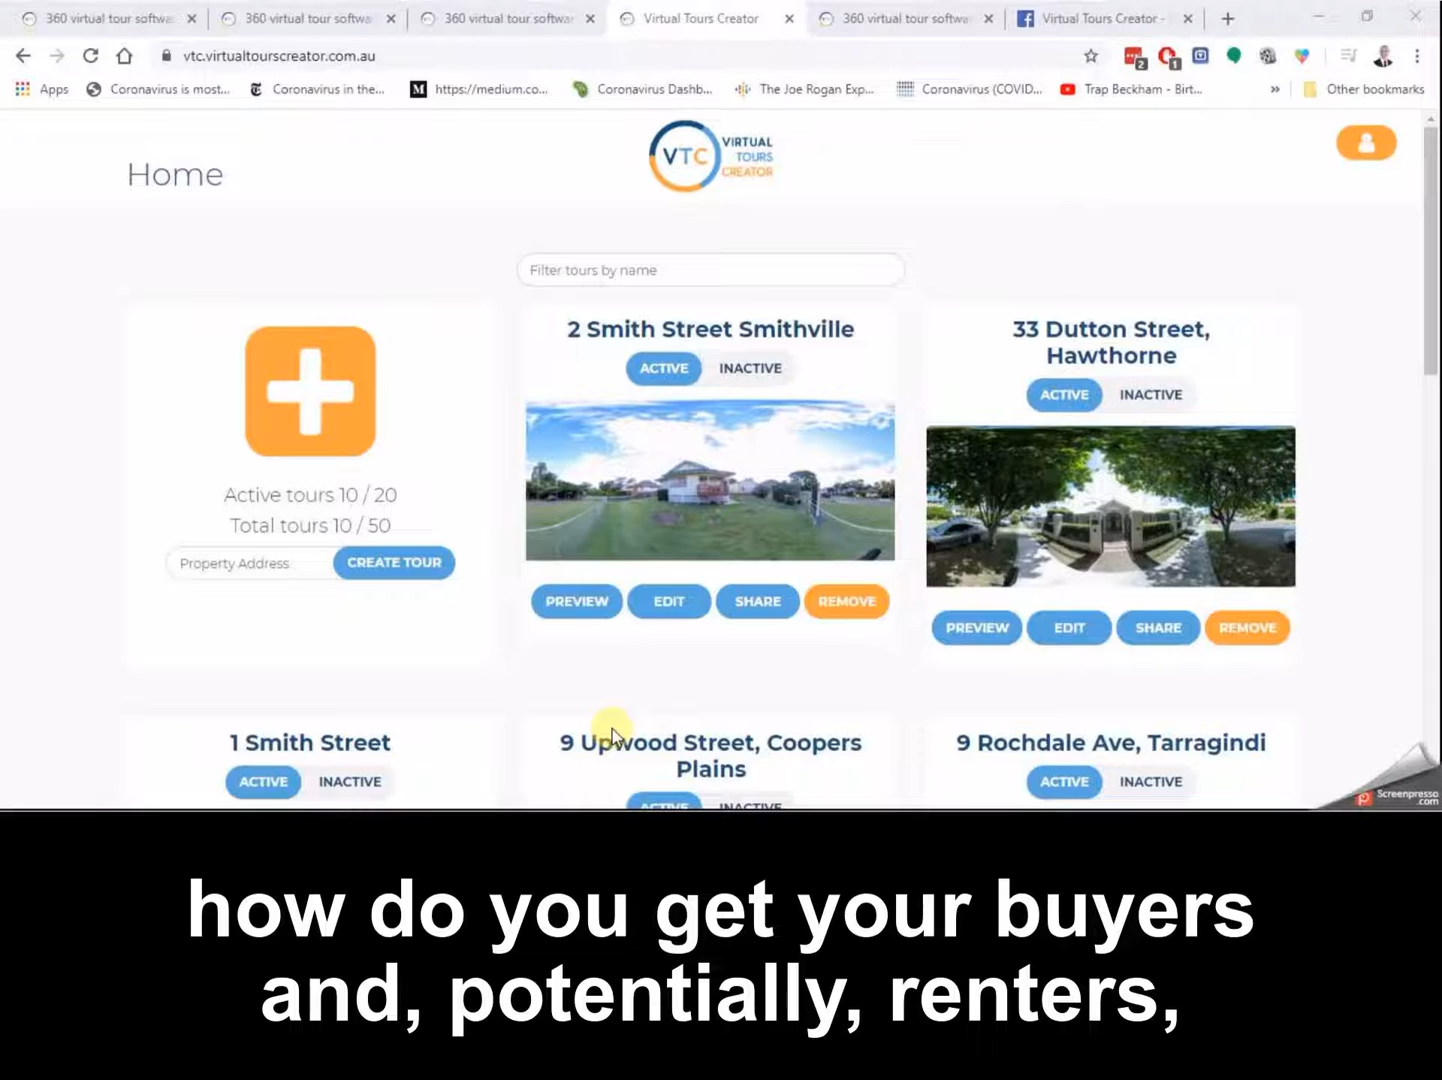 360 virtual tour softwa
360 virtual tour softwa
360 virtual tour softwa
Virtual Tours Creator
360 virtual tour softwa
Virtual Tours Creator -
vtc.virtualtourscreator.com.au
2
1
Apps
Coronavirus is most...
Coronavirus in the...
https://medium.co...
Coronavirus Dashb...
The Joe Rogan Exp...
Coronavirus (COVID...
Trap Beckham - Birt...
»
Other bookmarks
Home
VTC
VIRTUAL
TOURS
CREATOR
Filter tours by name
Active tours 10 / 20
Total tours 10 / 50
Property Address
CREATE TOUR
2 Smith Street Smithville
ACTIVE INACTIVE
PREVIEW EDIT SHARE REMOVE
33 Dutton Street,
Hawthorne
ACTIVE INACTIVE
PREVIEW EDIT SHARE REMOVE
1 Smith Street
ACTIVE INACTIVE
9 Upwood Street, Coopers
Plains
ACTIVE INACTIVE
9 Rochdale Ave, Tarragindi
ACTIVE INACTIVE
Screenpresso
.com
how do you get your buyers
and, potentially, renters,